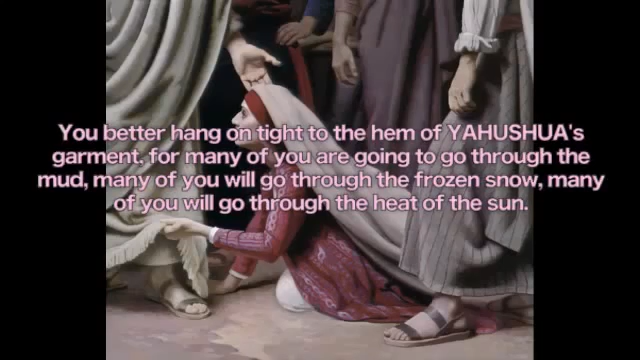 You better hang on tight to the hem of YAHUSHUA's
garment, for many of you are going to go through the
mud, many of you will go through the frozen snow, many
of you will go through the heat of the sun.